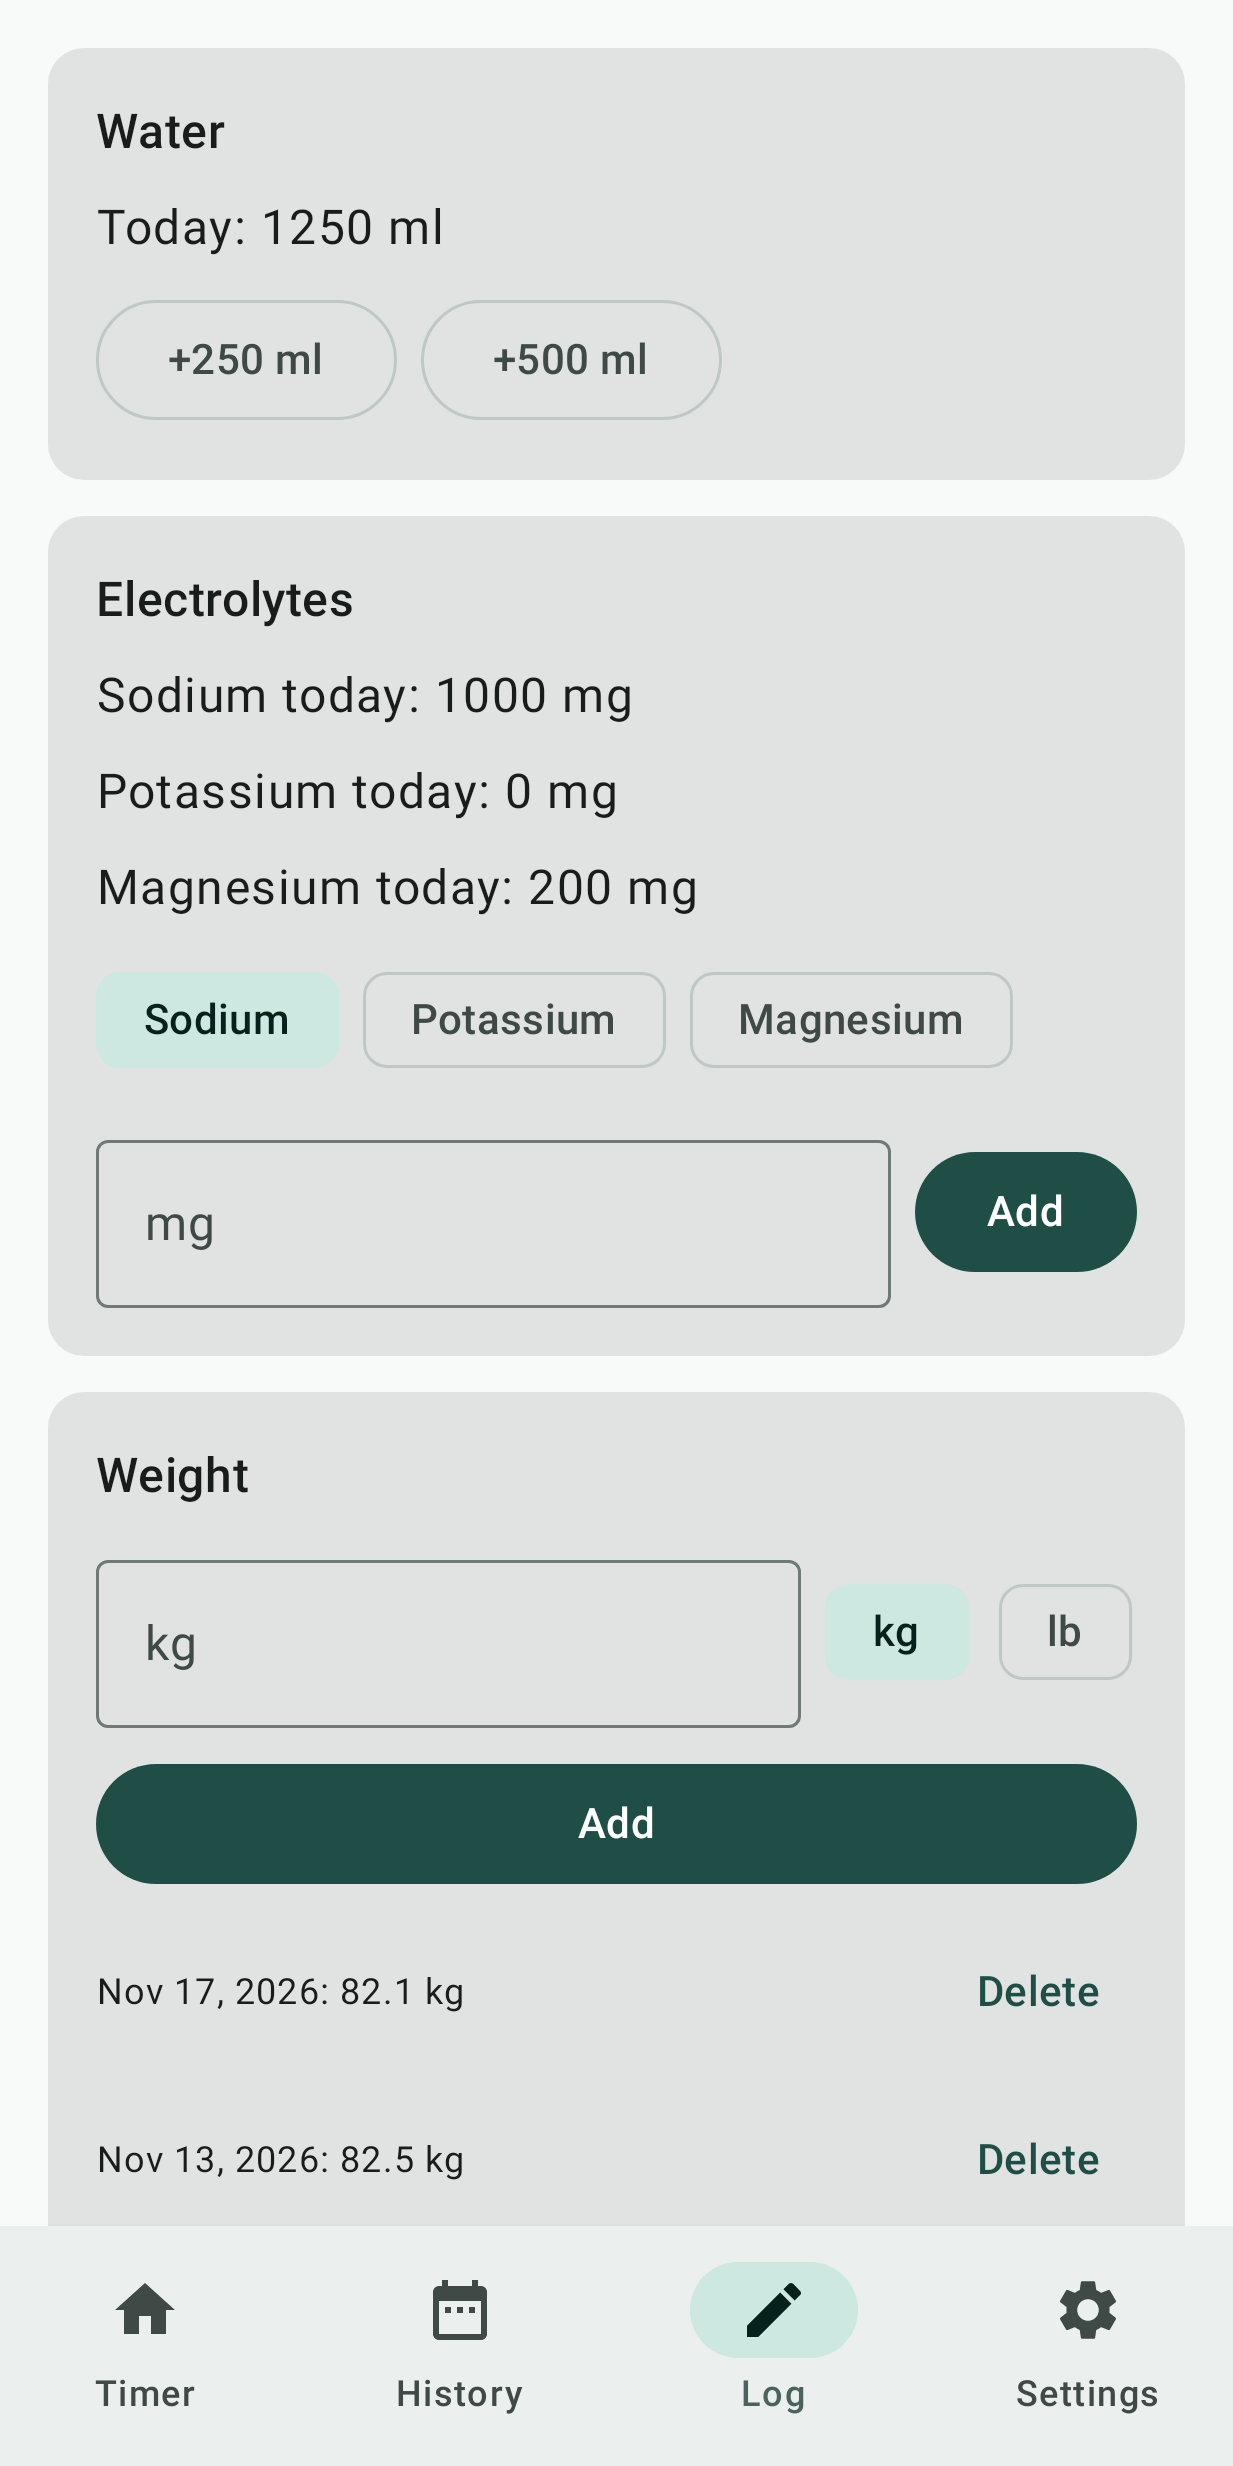 Water
Today: 1250 ml
+250 ml +500 ml
Electrolytes
Sodium today: 1000 mg
Potassium today: 0 mg
Magnesium today: 200 mg
Sodium Potassium Magnesium
mg Add
Weight
kg kg lb
Add
Nov 17, 2026: 82.1 kg Delete
Nov 13, 2026: 82.5 kg Delete
Timer History Log Settings